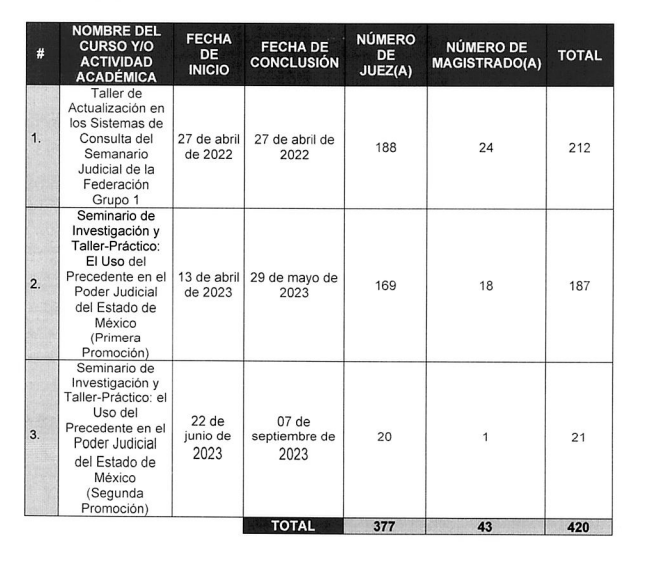 #
NOMBRE DEL
CURSO Y/O
ACTIVIDAD
ACADÉMICA
FECHA
DE
INICIO
FECHA DE
CONCLUSIÓN
NÚMERO
DE
JUEZ(A)
NÚMERO DE
MAGISTRADO(A)
TOTAL
1.
Taller de
Actualización en
los Sistemas de
Consulta del
Semanario
Judicial de la
Federación
Grupo 1
27 de abril
de 2022
27 de abril de
2022
188
24
212
2.
Seminario de
Investigación y
Taller-Práctico:
El Uso del
Precedente en el
Poder Judicial
del Estado de
México
(Primera
Promoción)
13 de abril
de 2023
29 de mayo de
2023
169
18
187
3.
Seminario de
Investigación y
Taller-Práctico: el
Uso del
Precedente en el
Poder Judicial
del Estado de
México
(Segunda
Promoción)
22 de
junio de
2023
07 de
septiembre de
2023
20
1
21
TOTAL
377
43
420